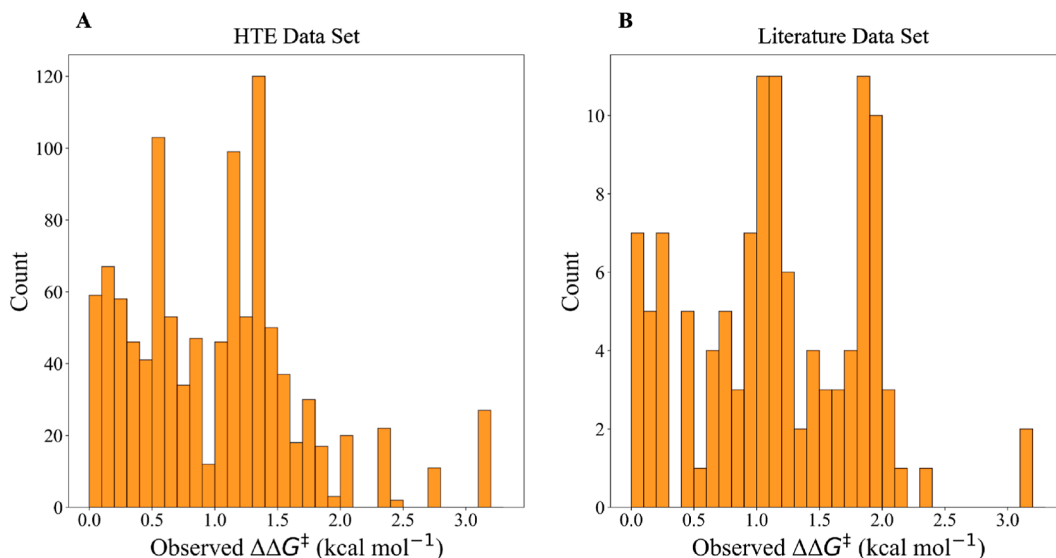 A
HTE Data Set
120
100
80
60
40
20
0
Count
0.0 0.5 1.0 1.5 2.0 2.5 3.0
Observed ΔΔG‡ (kcal mol⁻¹)
B
Literature Data Set
10
8
6
4
2
0
Count
0.0 0.5 1.0 1.5 2.0 2.5 3.0
Observed ΔΔG‡ (kcal mol⁻¹)